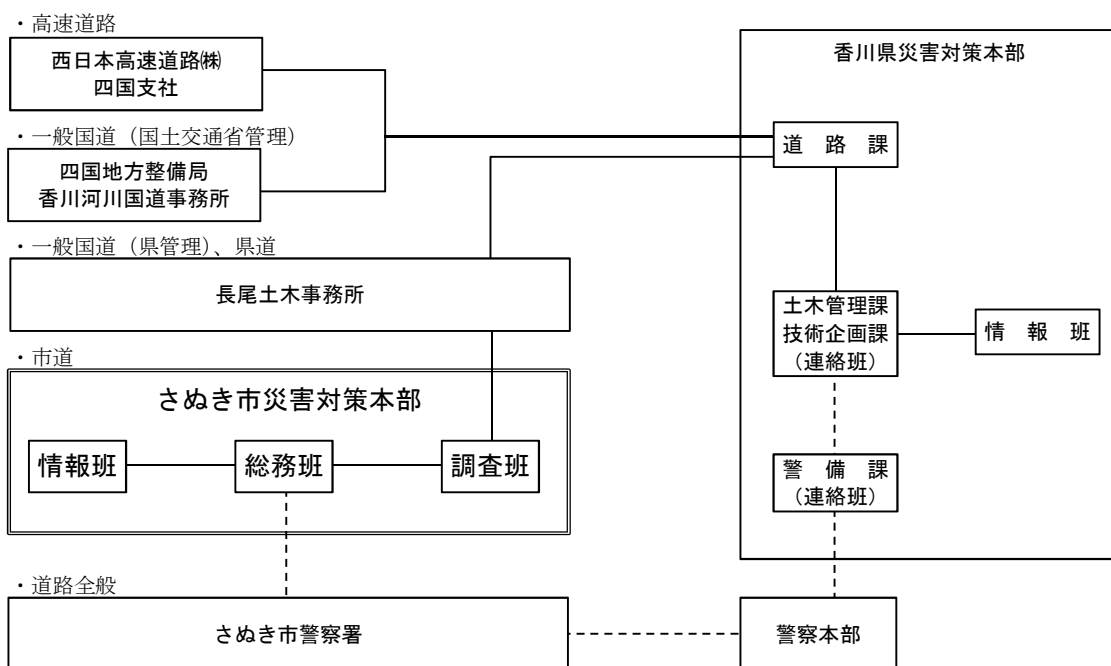 ・高速道路
西日本高速道路㈱
四国支社
・一般国道（国土交通省管理）
四国地方整備局
香川河川国道事務所
・一般国道（県管理）、県道
長尾土木事務所
・市道
さぬき市災害対策本部
情報班
総務班
調査班
・道路全般
さぬき市警察署
香川県災害対策本部
道　路　課
土木管理課
技術企画課
（連絡班）
情　報　班
警　備　課
（連絡班）
警察本部